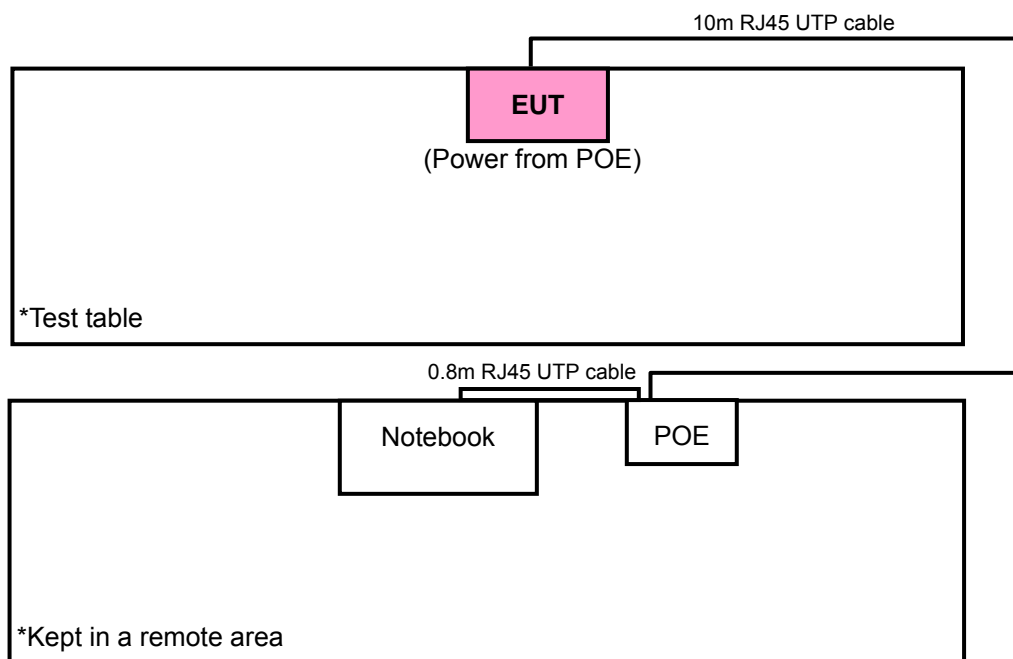 10m RJ45 UTP cable
EUT
(Power from POE)
*Test table
0.8m RJ45 UTP cable
Notebook
POE
*Kept in a remote area